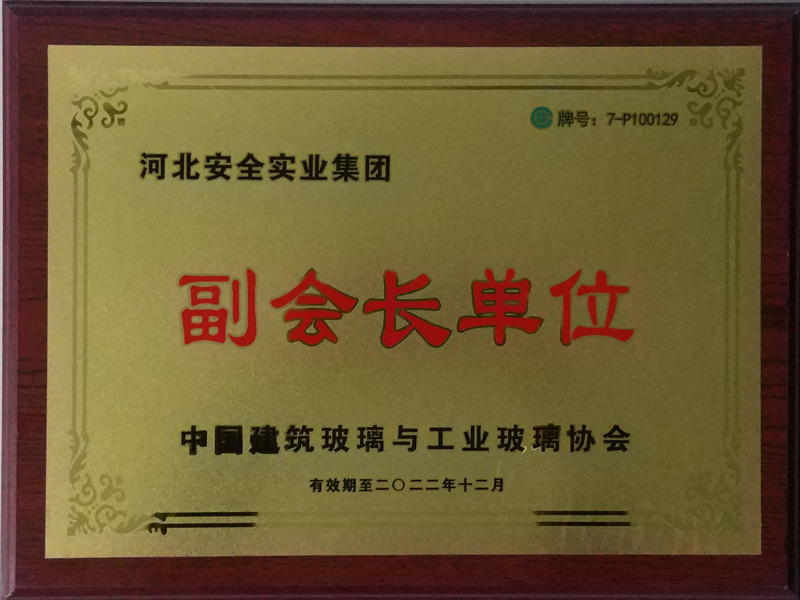 牌号：7-P100129
河北安全实业集团
副会长单位
中国建筑玻璃与工业玻璃协会
有效期至二〇二二年十二月